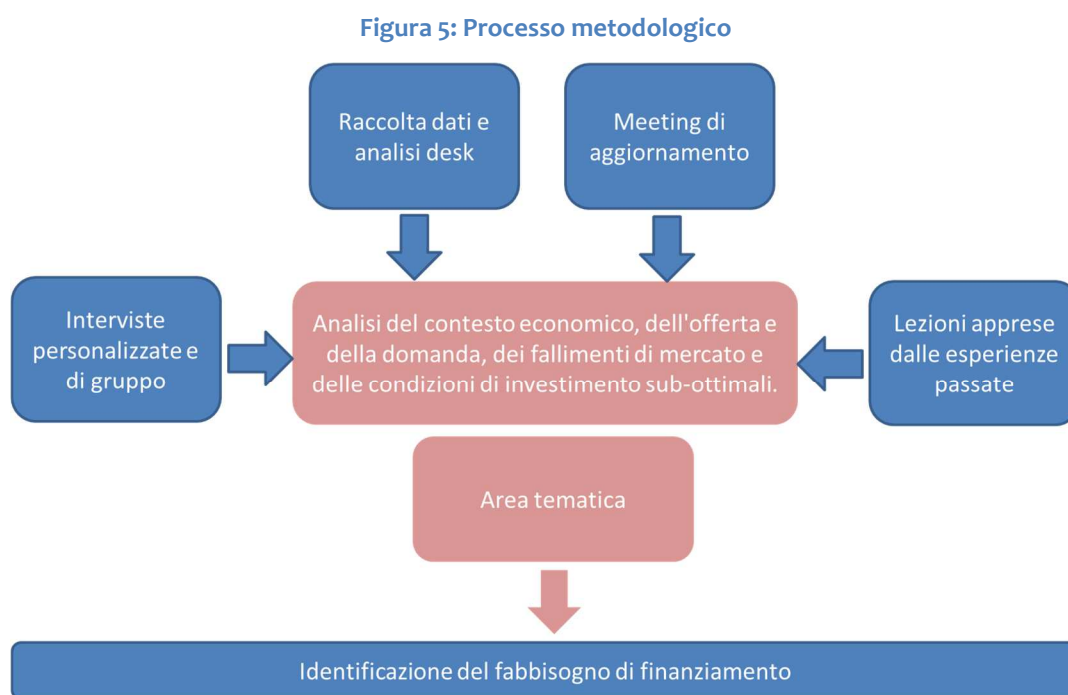 Figura 5: Processo metodologico
Raccolta dati e
analisi desk
Meeting di
aggiornamento
Interviste
personalizzate e
di gruppo
Analisi del contesto economico, dell'offerta e
della domanda, dei fallimenti di mercato e
delle condizioni di investimento sub-ottimali.
Lezioni apprese
dalle esperienze
passate
Area tematica
Identificazione del fabbisogno di finanziamento